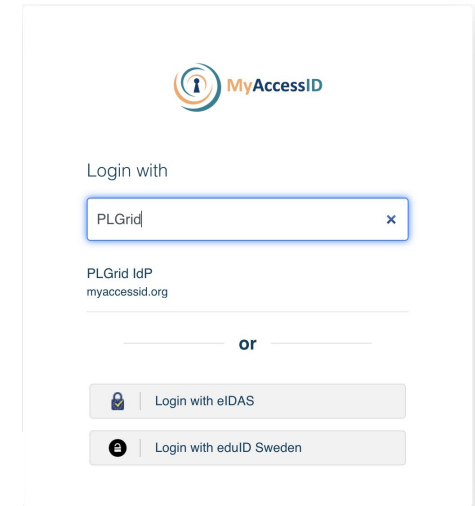 MyAccessID
Login with
PLGrid
PLGrid IdP
myaccessid.org
or
Login with eIDAS
Login with eduID Sweden